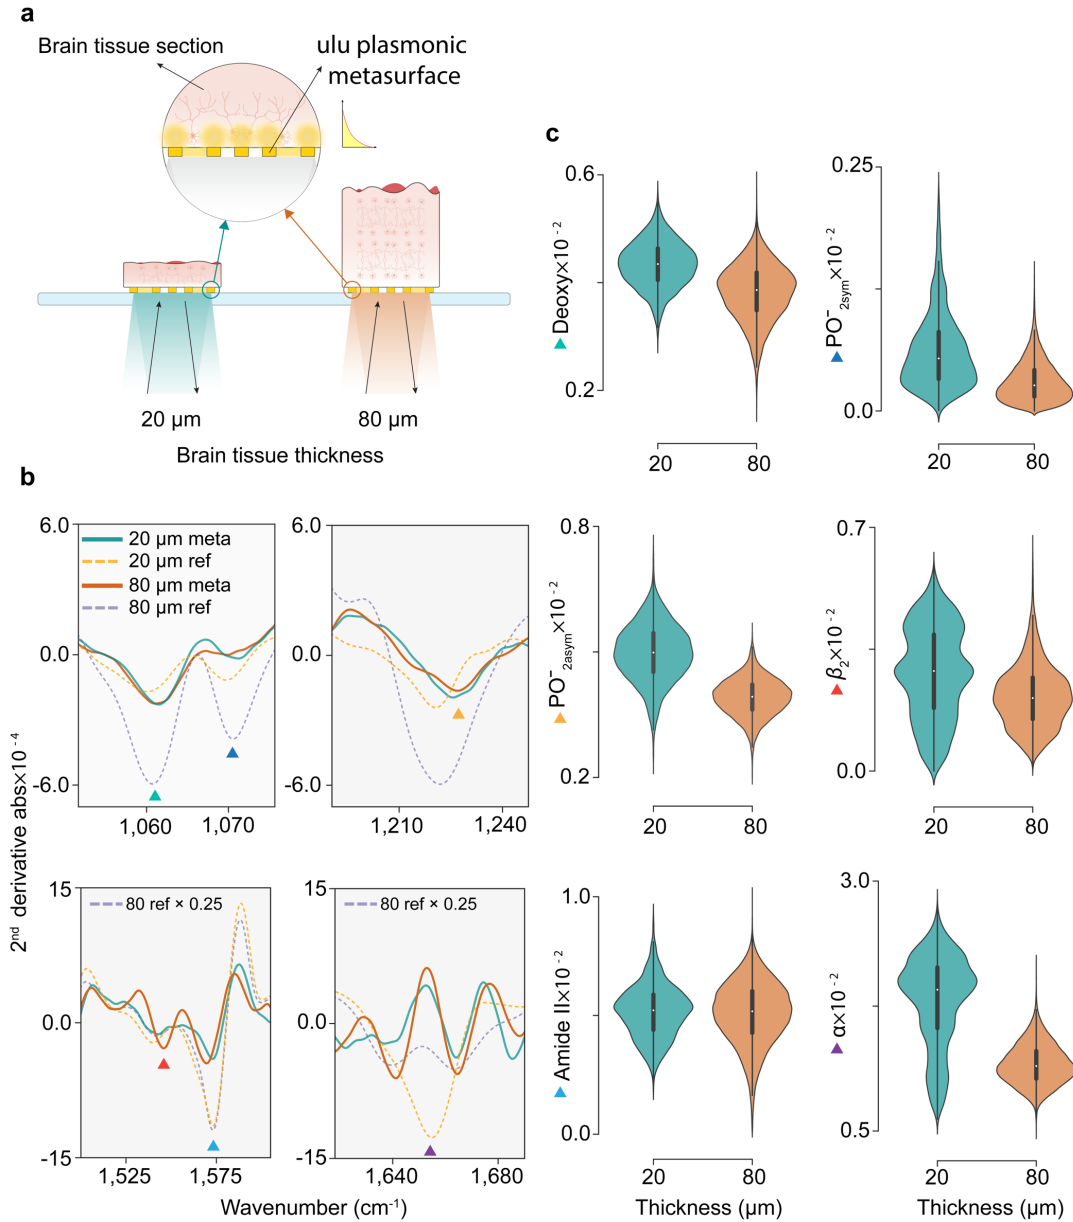 a
Brain tissue section
ulu plasmonic
metasurface
20 µm
80 µm
Brain tissue thickness
b
2nd derivative abs×10-4
6.0
0.0
-6.0
20 µm meta
20 µm ref
80 µm meta
80 µm ref
1,060
1,070
6.0
0.0
-6.0
1,210
1,240
15
0.0
-15
80 ref × 0.25
1,525
1,575
15
0.0
-15
80 ref × 0.25
1,640
1,680
Wavenumber (cm-1)
c
Deoxy×10-2
0.6
0.2
20
80
PO-2sym×10-2
0.25
0.0
20
80
PO-2asym×10-2
0.8
0.2
20
80
β2×10-2
0.7
0.0
20
80
Amide II×10-2
1.0
0.0
20
80
Thickness (µm)
α×10-2
3.0
0.5
20
80
Thickness (µm)